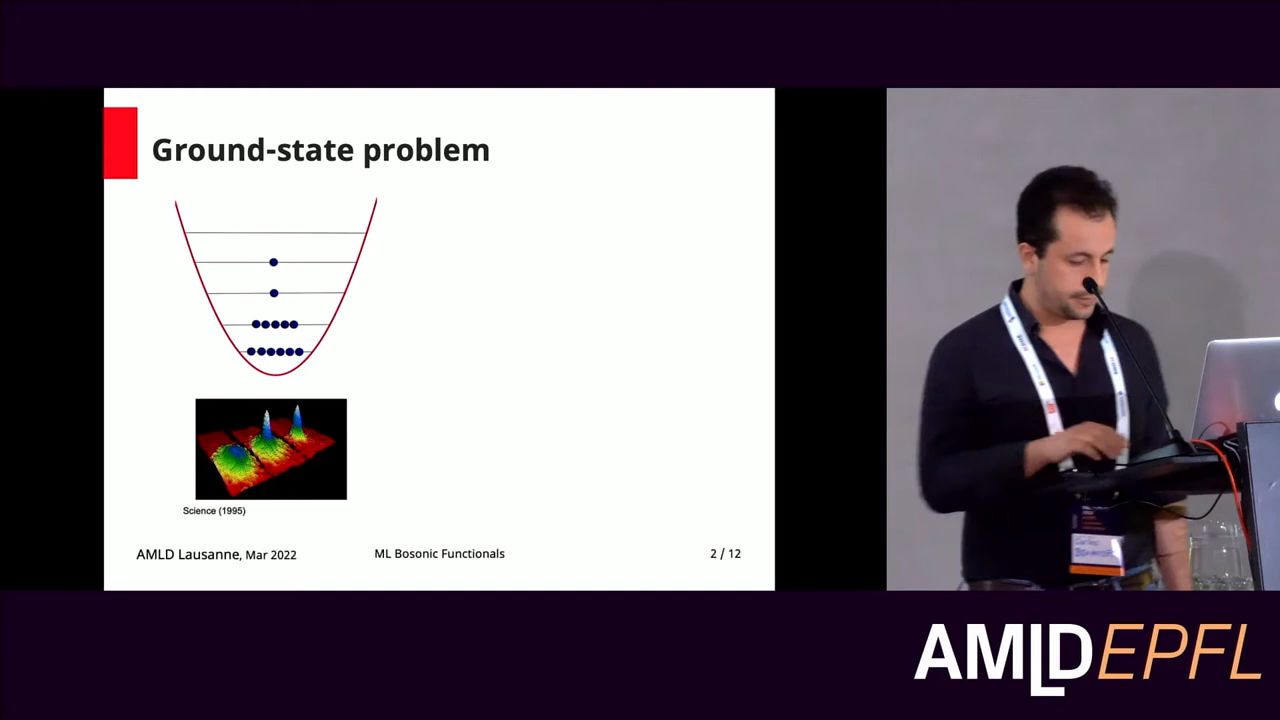 Ground-state problem
Science (1995)
AMLD Lausanne, Mar 2022
ML Bosonic Functionals
2 / 12
AMLDEPFL